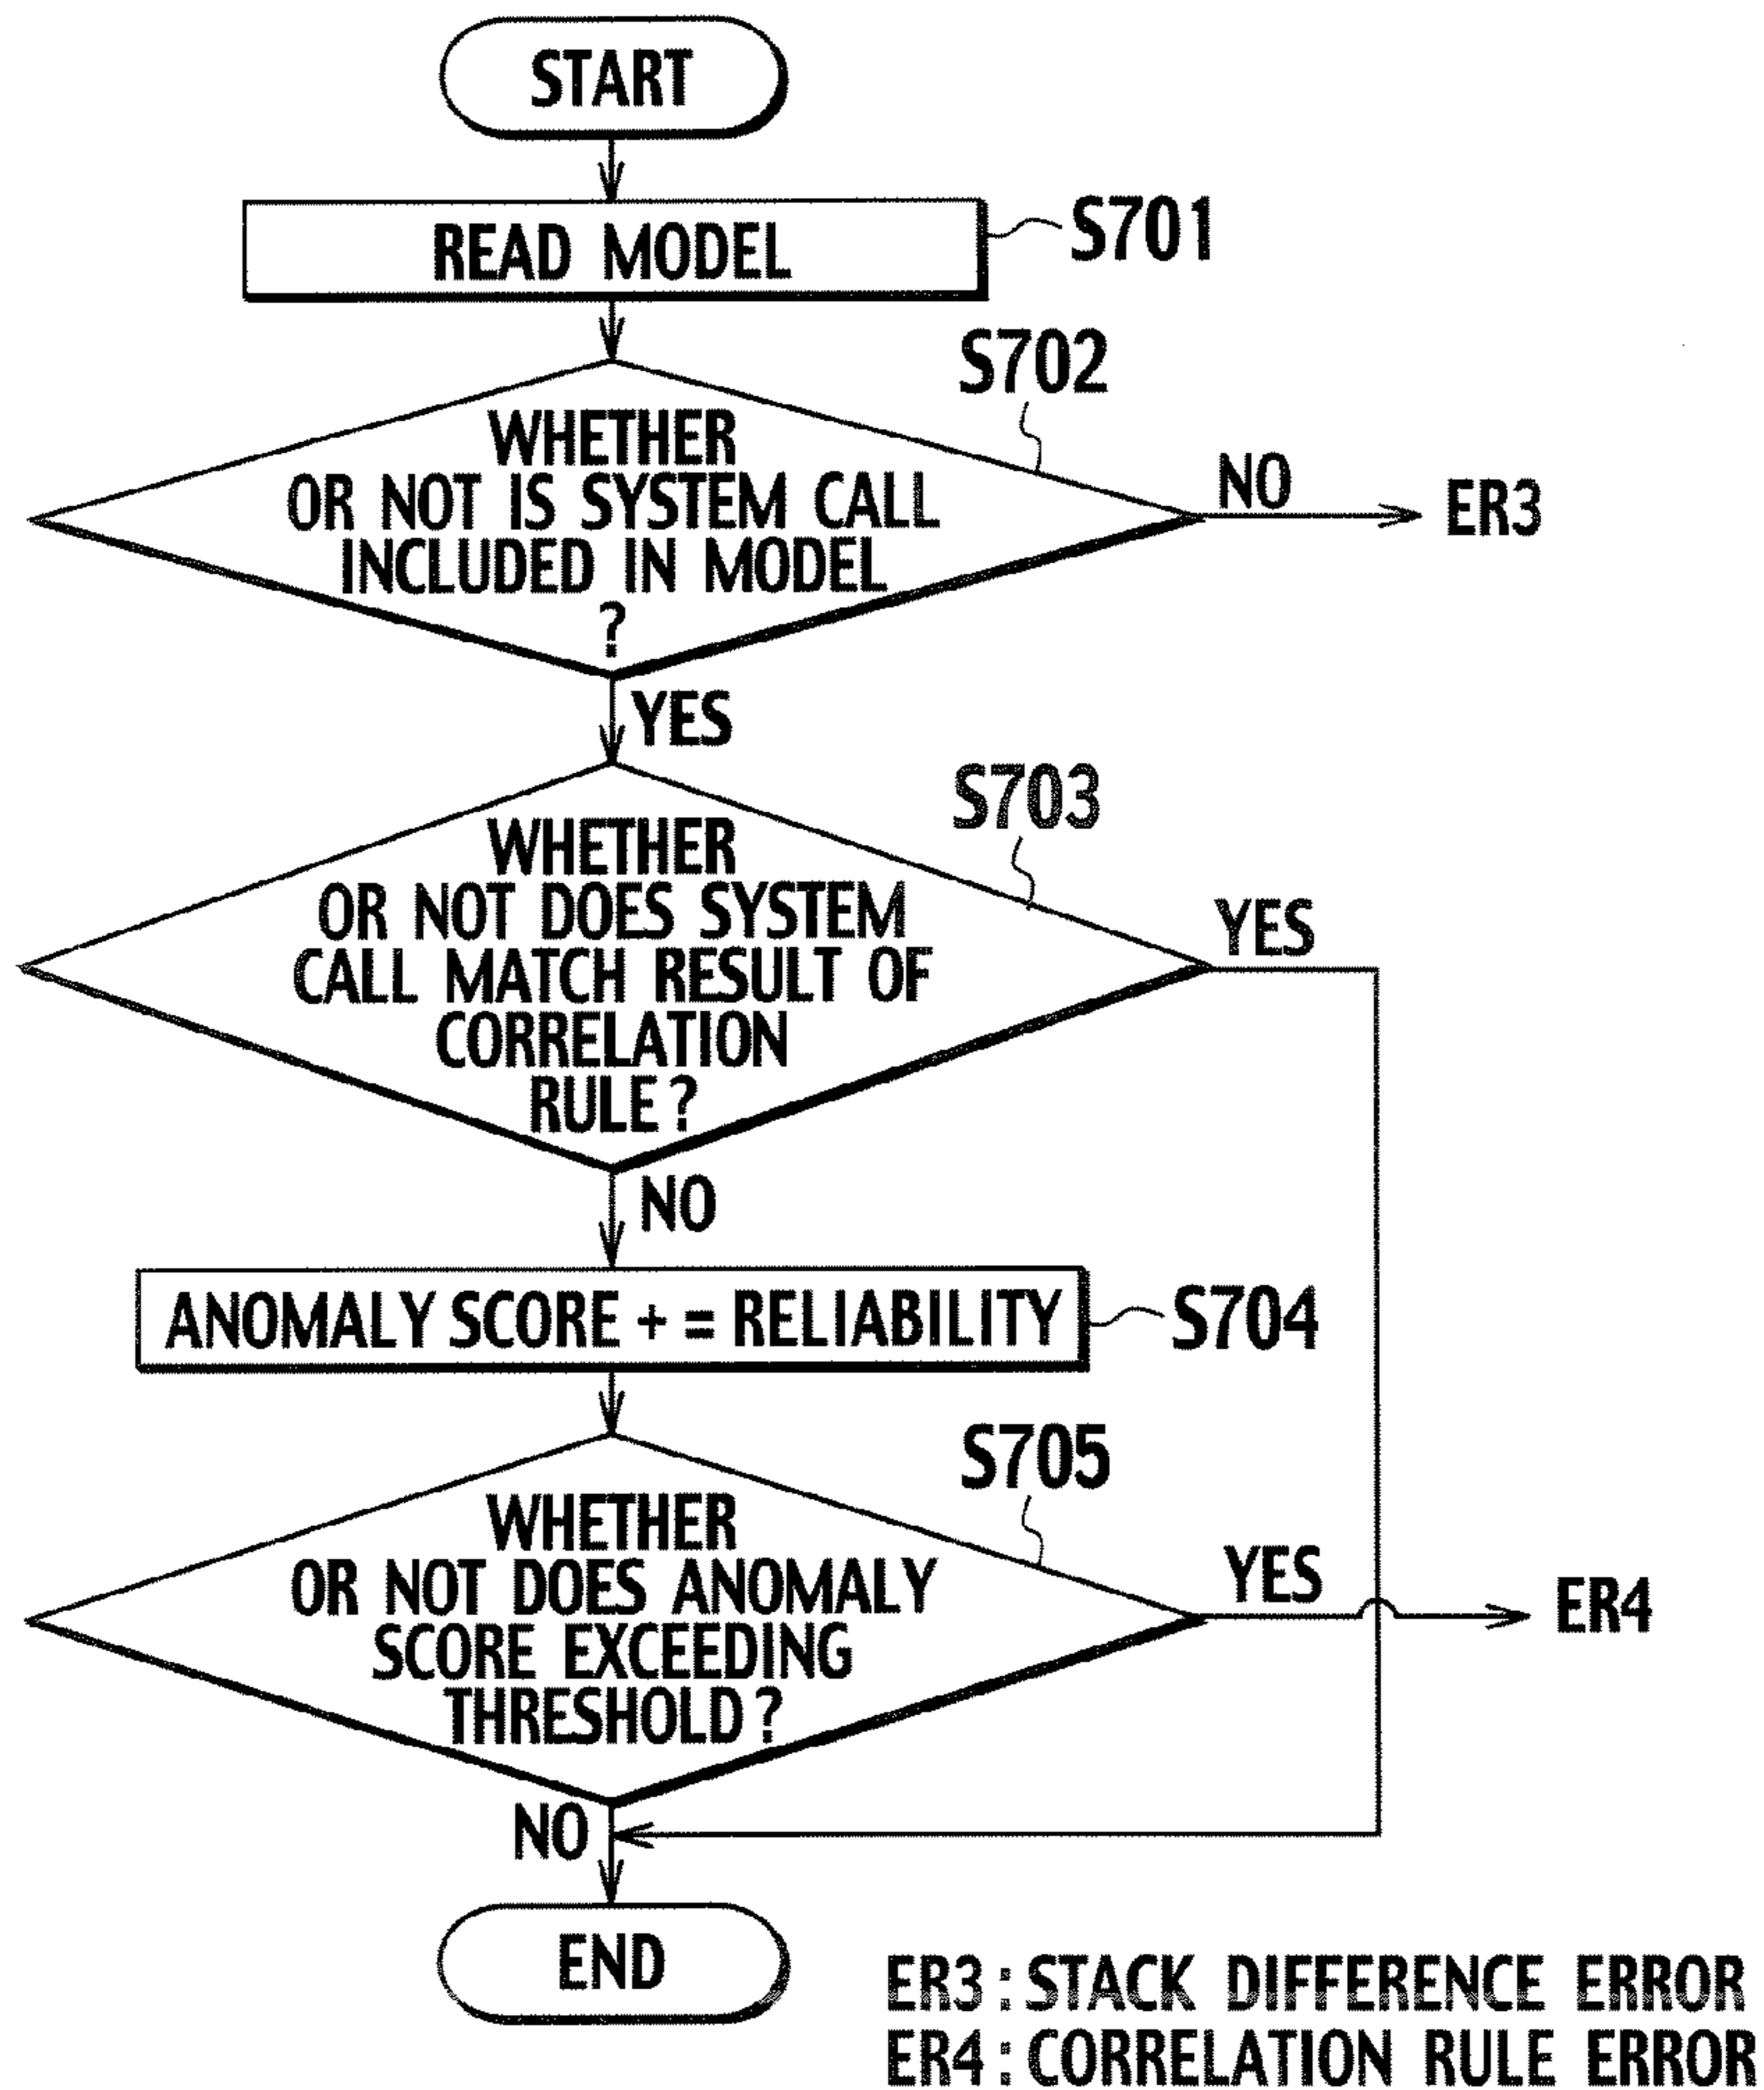 START
READ MODEL
S701
S702
WHETHER
OR NOT IS SYSTEM CALL
INCLUDED IN MODEL
?
NO
ER3
YES
S703
WHETHER
OR NOT DOES SYSTEM
CALL MATCH RESULT OF
CORRELATION
RULE?
YES
NO
ANOMALY SCORE + = RELIABILITY
S704
S705
WHETHER
OR NOT DOES ANOMALY
SCORE EXCEEDING
THRESHOLD?
YES
ER4
NO
END
ER3 : STACK DIFFERENCE ERROR
ER4 : CORRELATION RULE ERROR